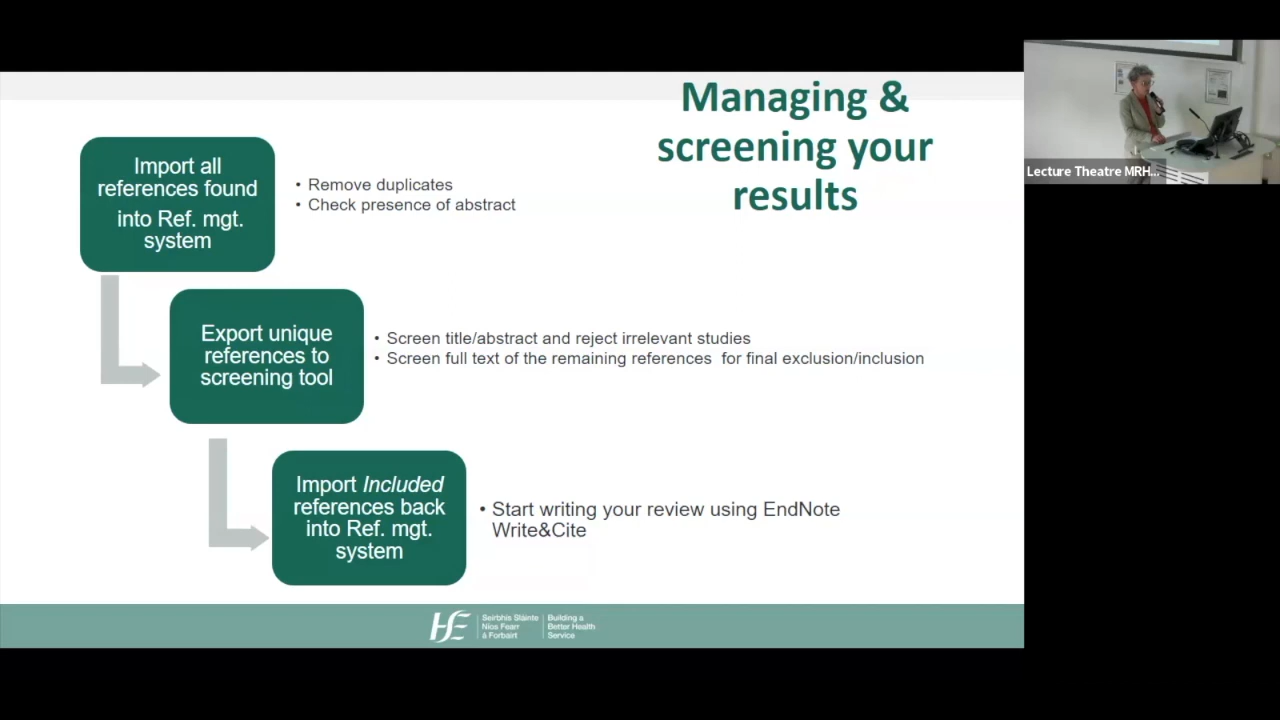 Managing &
screening your
results
Import all
references found
into Ref. mgt.
system
• Remove duplicates
• Check presence of abstract
Export unique
references to
screening tool
• Screen title/abstract and reject irrelevant studies
• Screen full text of the remaining references for final exclusion/inclusion
Import Included
references back
into Ref. mgt.
system
• Start writing your review using EndNote
Write&Cite
Lecture Theatre MRH...
Seirbhís Sláinte
Níos Fearr
á Forbairt
Building a
Better Health
Service